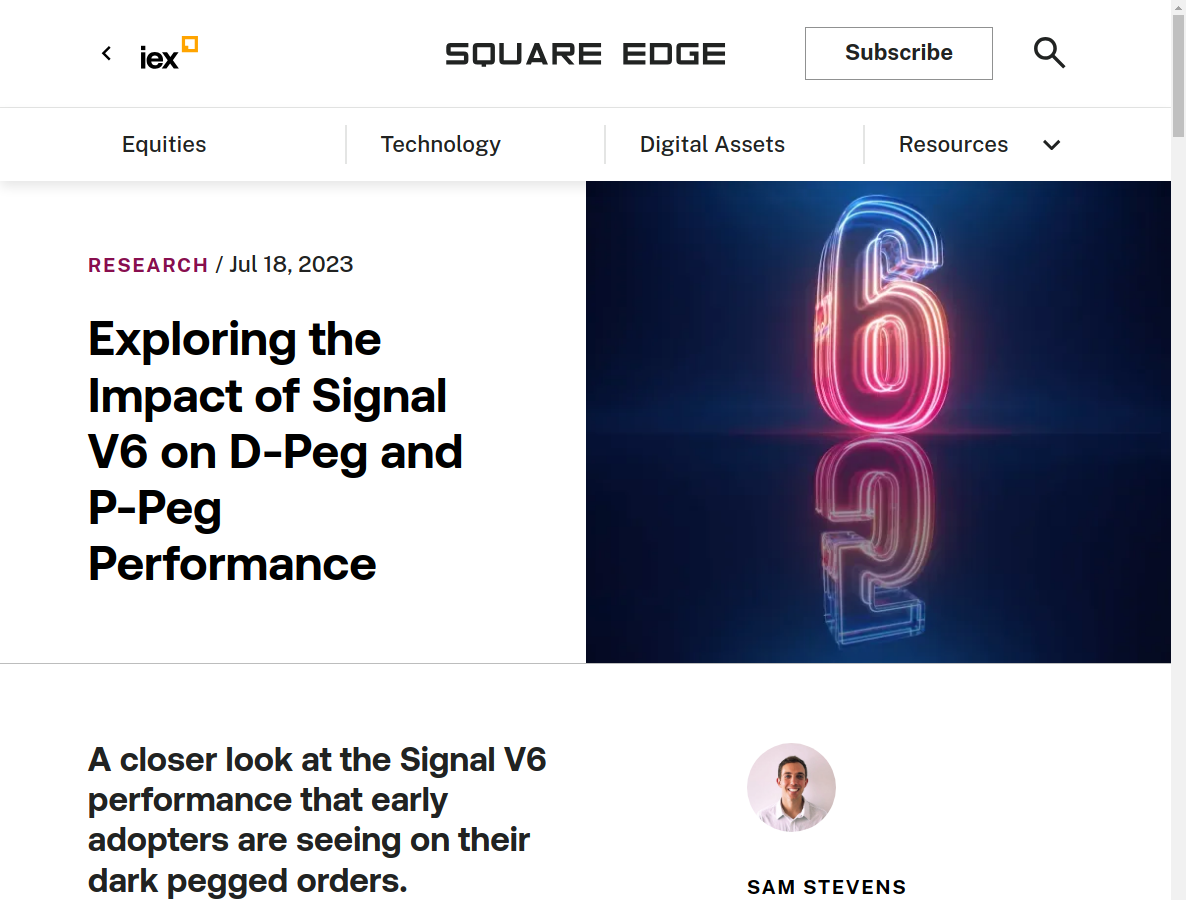 iex
SQUARE EDGE
Subscribe
Equities
Technology
Digital Assets
Resources
RESEARCH / Jul 18, 2023
Exploring the
Impact of Signal
V6 on D-Peg and
P-Peg
Performance
6
A closer look at the Signal V6
performance that early
adopters are seeing on their
dark pegged orders.
SAM STEVENS